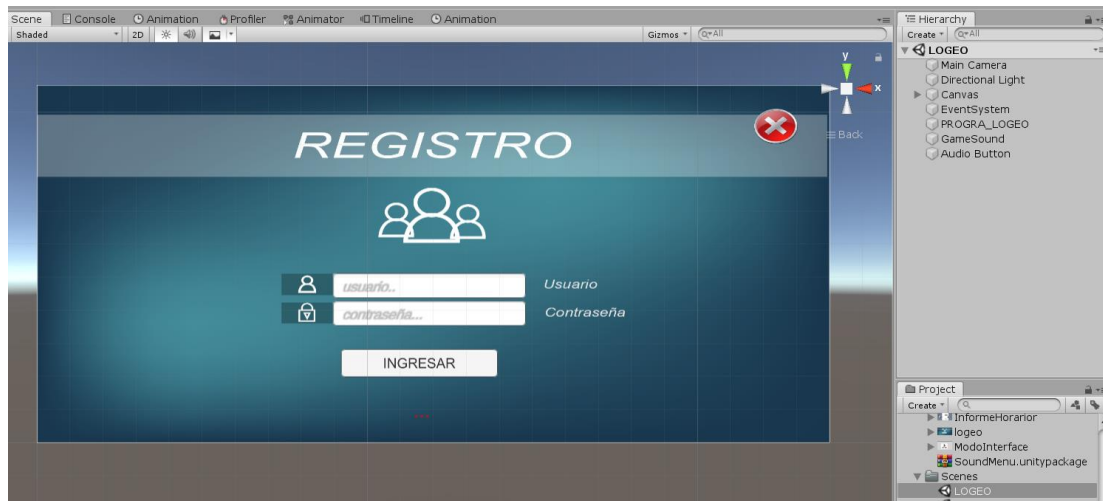 Scene Console Animation Profiler Animator Timeline Animation
Shaded 2D Gizmos All
y
x
Back
REGISTRO
usuario..
Usuario
contraseña...
Contraseña
INGRESAR
...
Hierarchy
Create All
LOGEO
Main Camera
Directional Light
Canvas
EventSystem
PROGRA_LOGEO
GameSound
Audio Button
Project
Create
InformeHorarior
logeo
ModoInterface
SoundMenu.unitypackage
Scenes
LOGEO